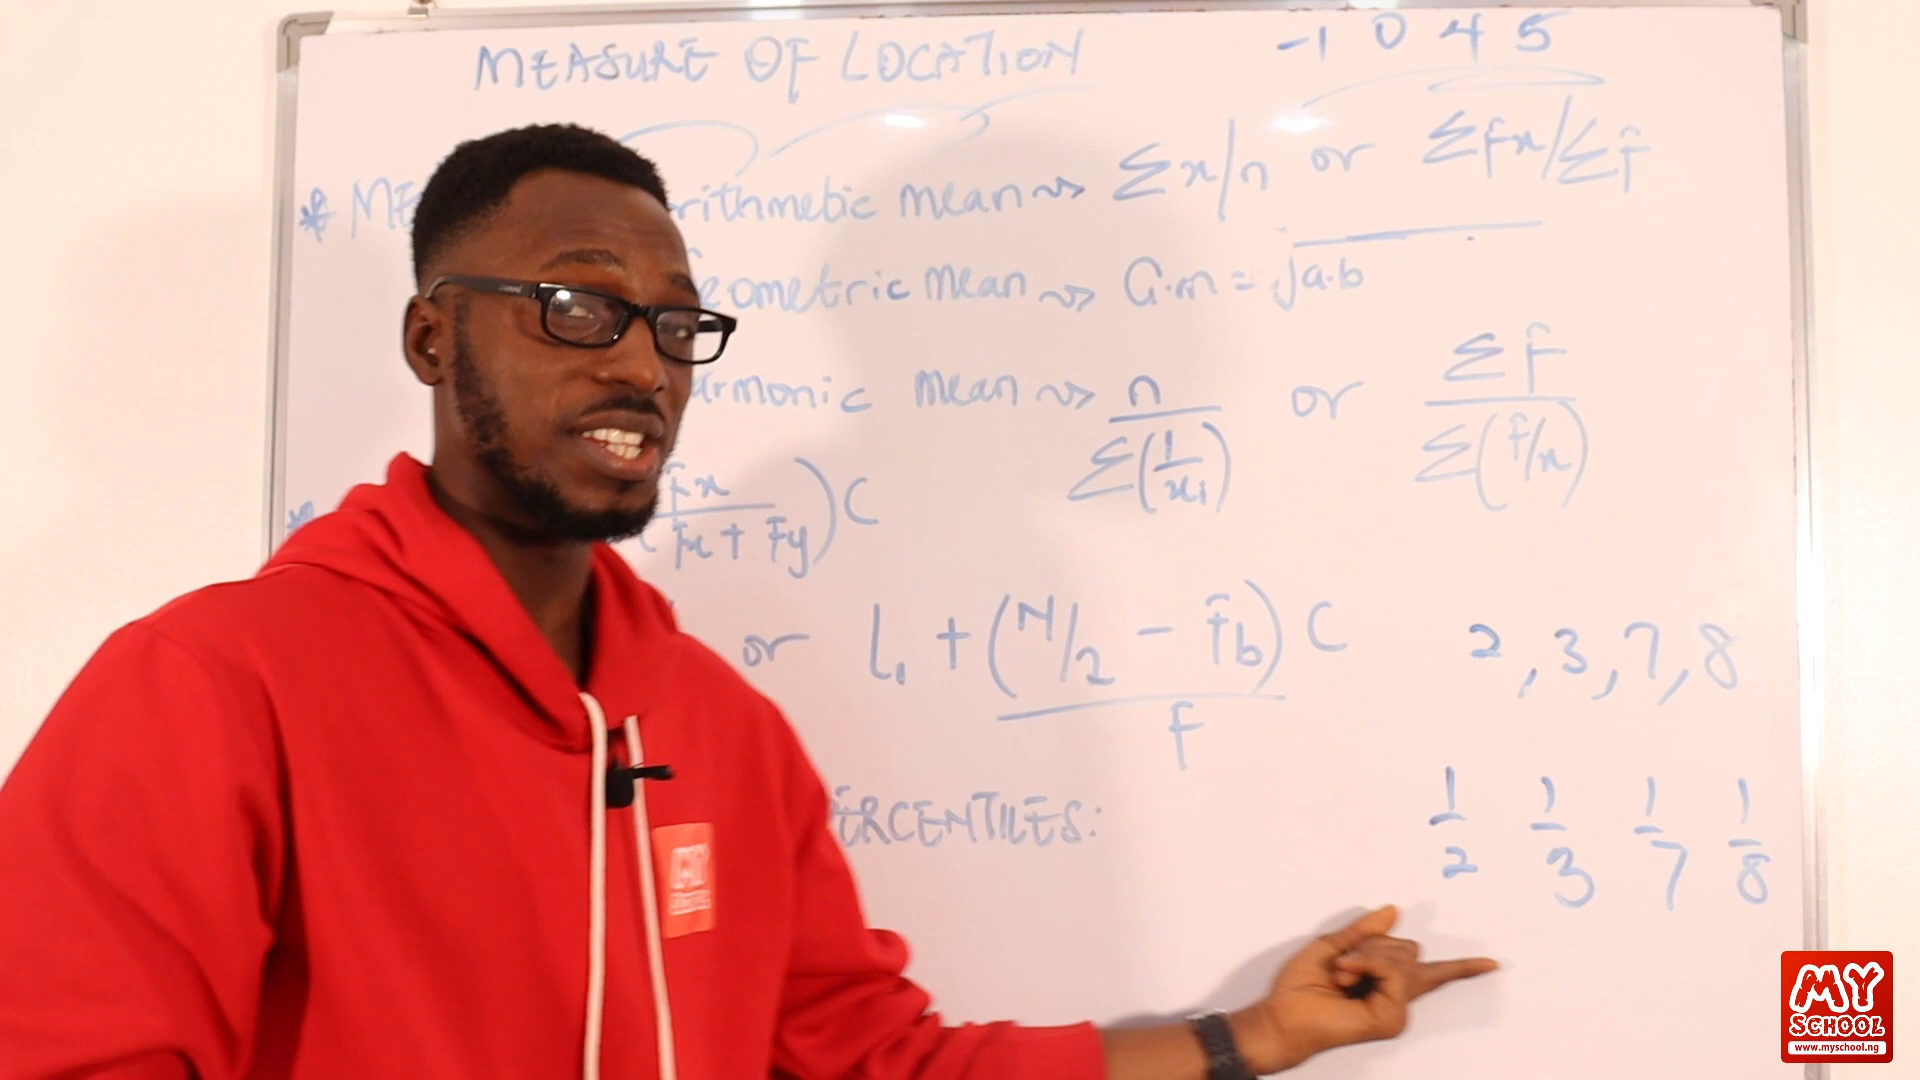 MEASURE OF LOCATION
-1 0 4 5
* ME rithmetic mean → Σx/n or Σfx/Σf
eometric mean → G.m = √a.b
armonic mean → n/Σ(1/x₁) or Σf/Σ(f/x)
Fx/(Fx + Fy)) C
or L₁ + (N/2 - Fb) C / F
2, 3, 7, 8
ERCENTILES:
1/2 1/3 1/7 1/8
MY
SCHOOL
www.myschool.ng